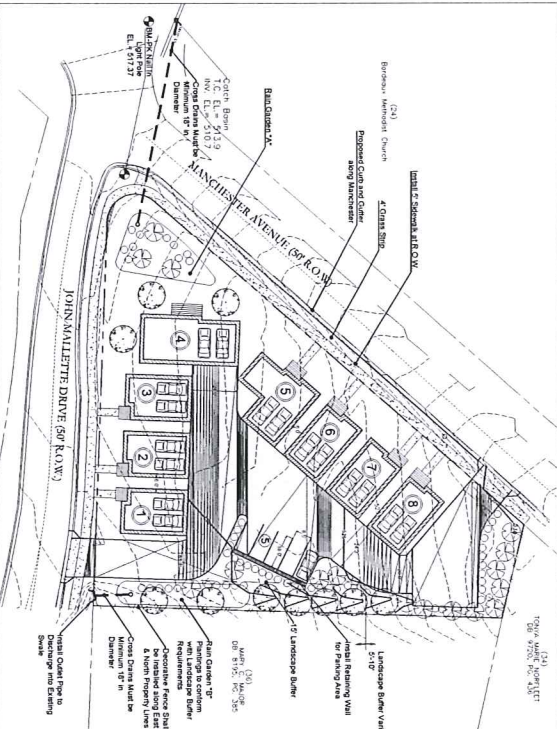 (34)
TONYA MARIE NORFLEET
DB 9720, PG. 436
Landscape Buffer Vari
5-10'
Install Retaining Wall
for Parking Area
15' Landscape Buffer
(36)
MARY C. MAJOR
DB 8195, PG. 385
Rain Garden "B"
Plantings to conform
with Landscape Buffer
Requirements
Decorative Fence Shall
be Installed along East
& North Property Lines
Cross Drains Must be
Minimum 18" in
Diameter
Install Outlet Pipe to
Discharge into Existing
Swale
Install 5' Sidewalk at R.O.W
4' Grass Strip
Proposed Curb and Gutter
along Manchester
(24)
Bordeaux Methodist Church
Rain Garden "A"
Catch Basin
T.C. EL.= 513.9
INV. EL.= 510.7
Cross Drains Must be
Minimum 18" in
Diameter
BM-PK Nail In
Light Pole
EL = 517.37
MANCHESTER AVENUE (50' R.O.W.)
JOHN MALLETTE DRIVE (50' R.O.W.)
1
2
3
4
5
6
7
8
15